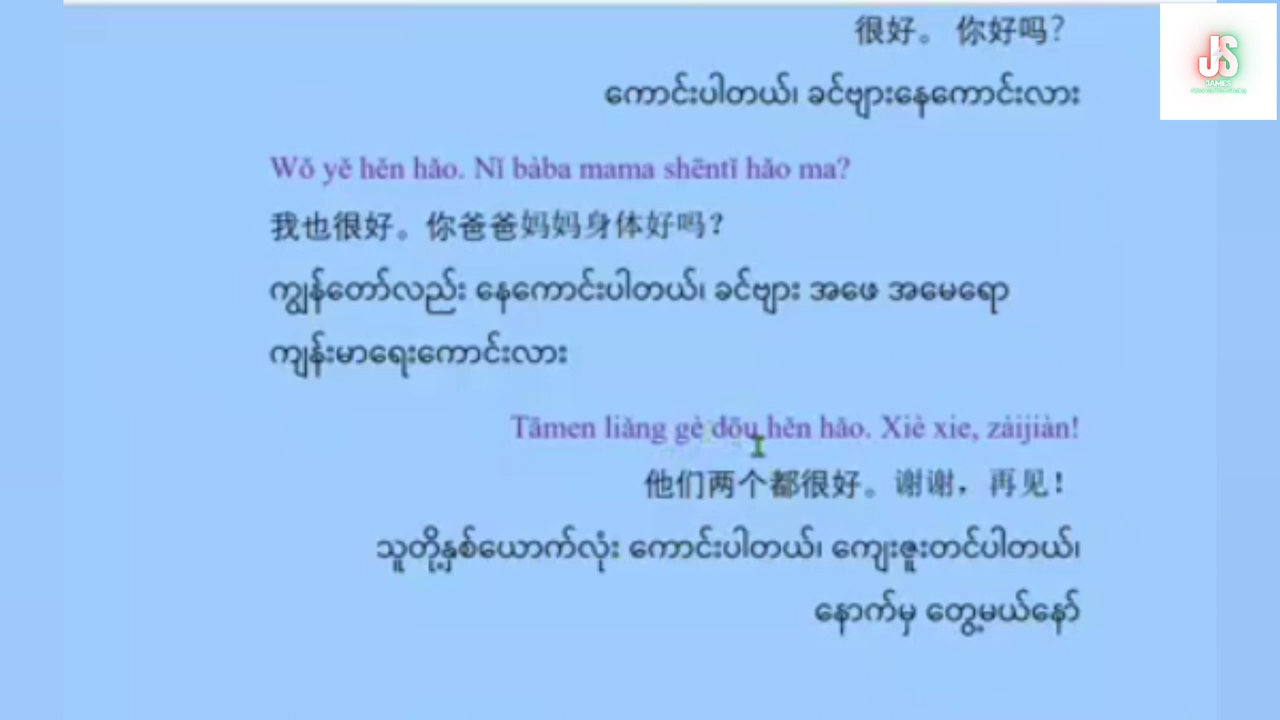 很好。 你好吗?
ကောင်းပါတယ်၊ ခင်ဗျားနေကောင်းလား
Wǒ yě hěn hǎo. Nǐ bàba mama shēntǐ hǎo ma?
我也很好。你爸爸妈妈身体好吗?
ကျွန်တော်လည်း နေကောင်းပါတယ်၊ ခင်ဗျား အဖေ အမေရော
ကျန်းမာရေးကောင်းလား
Tāmen liǎng gè dōu hěn hǎo. Xiè xie, zàijiàn!
他们两个都很好。谢谢，再见!
သူတို့နှစ်ယောက်လုံး ကောင်းပါတယ်၊ ကျေးဇူးတင်ပါတယ်၊
နောက်မှ တွေ့မယ်နော်
JS
JAMES